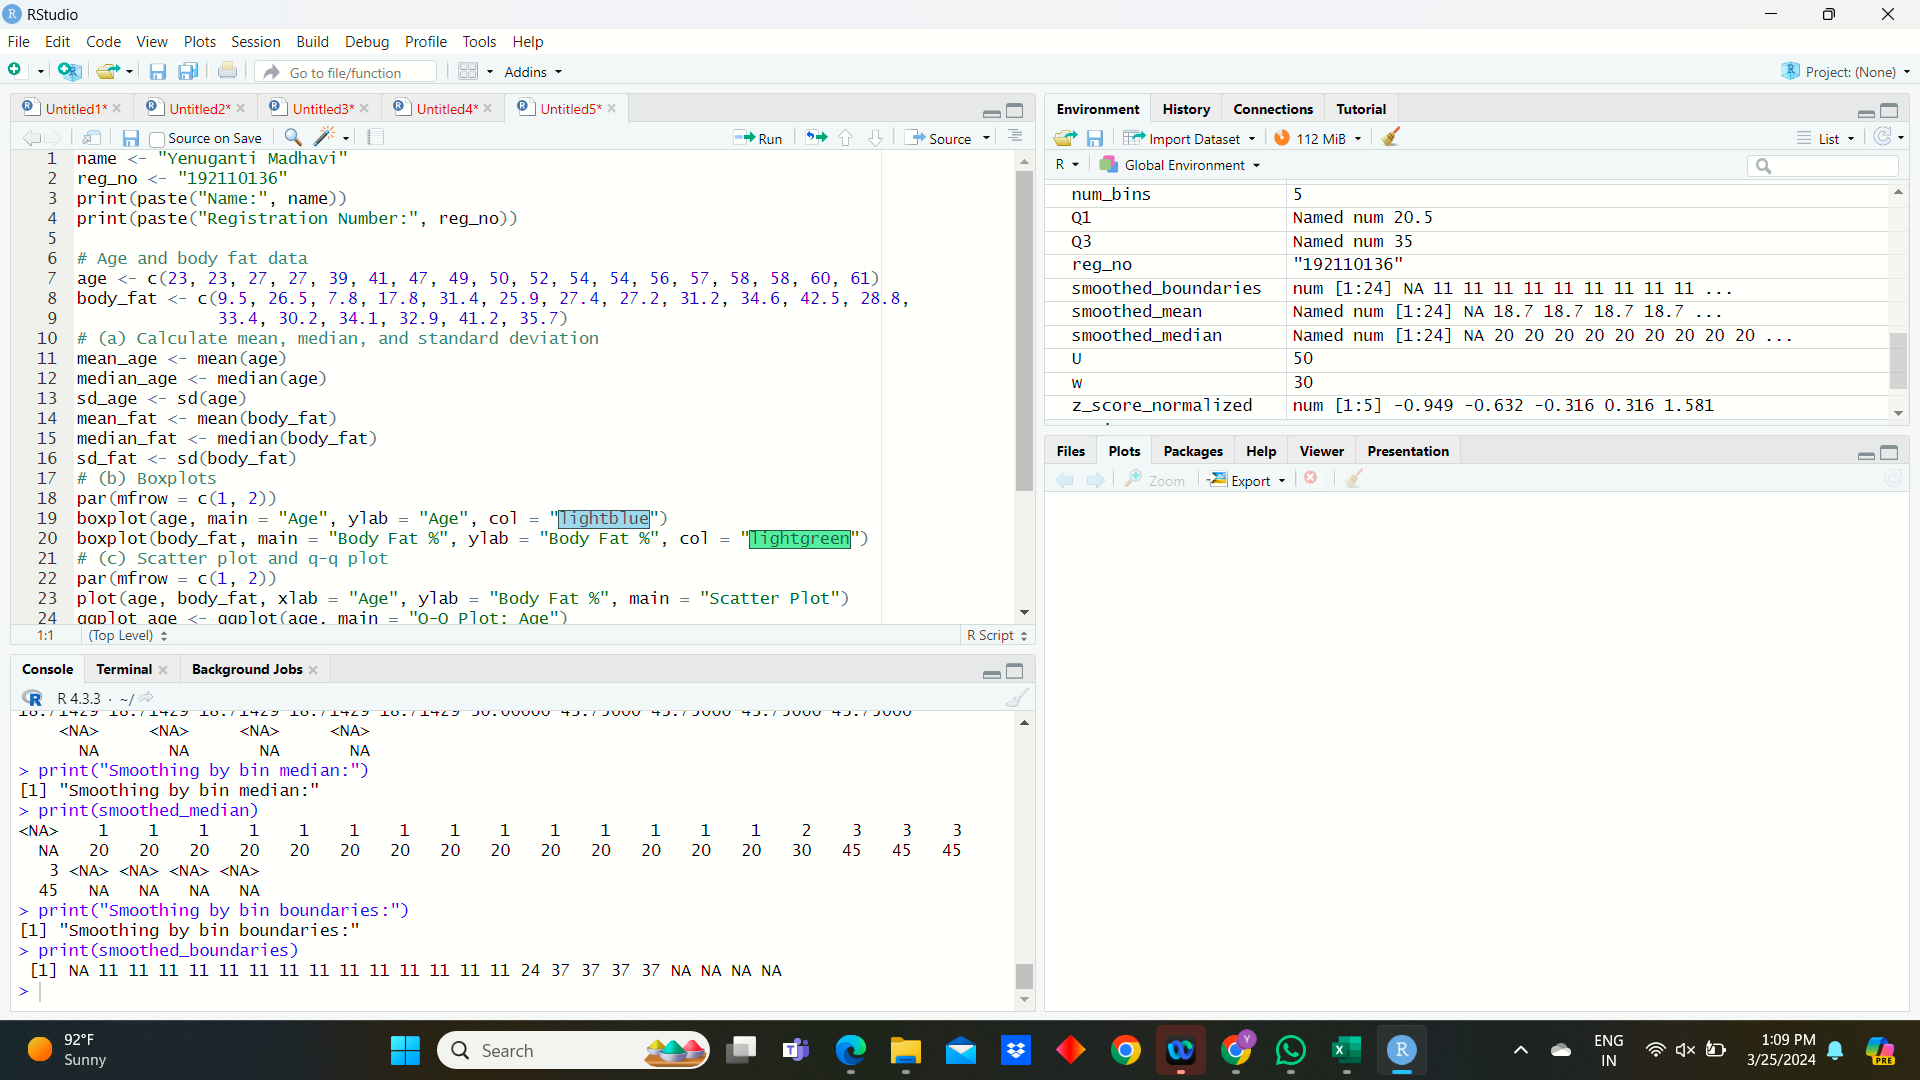 RStudio
File Edit Code View Plots Session Build Debug Profile Tools Help
Go to file/function Addins Project: (None)
Untitled1* Untitled2* Untitled3* Untitled4* Untitled5*
Source on Save Run Source
1 name <- "Yenuganti Madhavi"
2 reg_no <- "192110136"
3 print(paste("Name:", name))
4 print(paste("Registration Number:", reg_no))
5
6 # Age and body fat data
7 age <- c(23, 23, 27, 27, 39, 41, 47, 49, 50, 52, 54, 54, 56, 57, 58, 58, 60, 61)
8 body_fat <- c(9.5, 26.5, 7.8, 17.8, 31.4, 25.9, 27.4, 27.2, 31.2, 34.6, 42.5, 28.8,
9 33.4, 30.2, 34.1, 32.9, 41.2, 35.7)
10 # (a) Calculate mean, median, and standard deviation
11 mean_age <- mean(age)
12 median_age <- median(age)
13 sd_age <- sd(age)
14 mean_fat <- mean(body_fat)
15 median_fat <- median(body_fat)
16 sd_fat <- sd(body_fat)
17 # (b) Boxplots
18 par(mfrow = c(1, 2))
19 boxplot(age, main = "Age", ylab = "Age", col = "lightblue")
20 boxplot(body_fat, main = "Body Fat %", ylab = "Body Fat %", col = "lightgreen")
21 # (c) Scatter plot and q-q plot
22 par(mfrow = c(1, 2))
23 plot(age, body_fat, xlab = "Age", ylab = "Body Fat %", main = "Scatter Plot")
24 qqplot_age <- qqplot(age, main = "Q-Q Plot: Age")
1:1 (Top Level) R Script
Console Terminal Background Jobs
R 4.3.3 · ~/
18.71429 18.71429 18.71429 18.71429 18.71429 30.00000 43.75000 43.75000 43.75000 43.75000
<NA> <NA> <NA> <NA>
NA NA NA NA
> print("Smoothing by bin median:")
[1] "Smoothing by bin median:"
> print(smoothed_median)
<NA> 1 1 1 1 1 1 1 1 1 1 1 1 1 1 2 3 3 3
NA 20 20 20 20 20 20 20 20 20 20 20 20 20 20 30 45 45 45
3 <NA> <NA> <NA> <NA>
45 NA NA NA NA
> print("Smoothing by bin boundaries:")
[1] "Smoothing by bin boundaries:"
> print(smoothed_boundaries)
[1] NA 11 11 11 11 11 11 11 11 11 11 11 11 11 11 24 37 37 37 37 NA NA NA NA
>
Environment History Connections Tutorial
Import Dataset 112 MiB List
R Global Environment
num_bins 5
Q1 Named num 20.5
Q3 Named num 35
reg_no "192110136"
smoothed_boundaries num [1:24] NA 11 11 11 11 11 11 11 11 11 ...
smoothed_mean Named num [1:24] NA 18.7 18.7 18.7 18.7 ...
smoothed_median Named num [1:24] NA 20 20 20 20 20 20 20 20 20 ...
U 50
w 30
z_score_normalized num [1:5] -0.949 -0.632 -0.316 0.316 1.581
Files Plots Packages Help Viewer Presentation
Zoom Export
92°F
Sunny
Search
ENG
IN
1:09 PM
3/25/2024
PRE